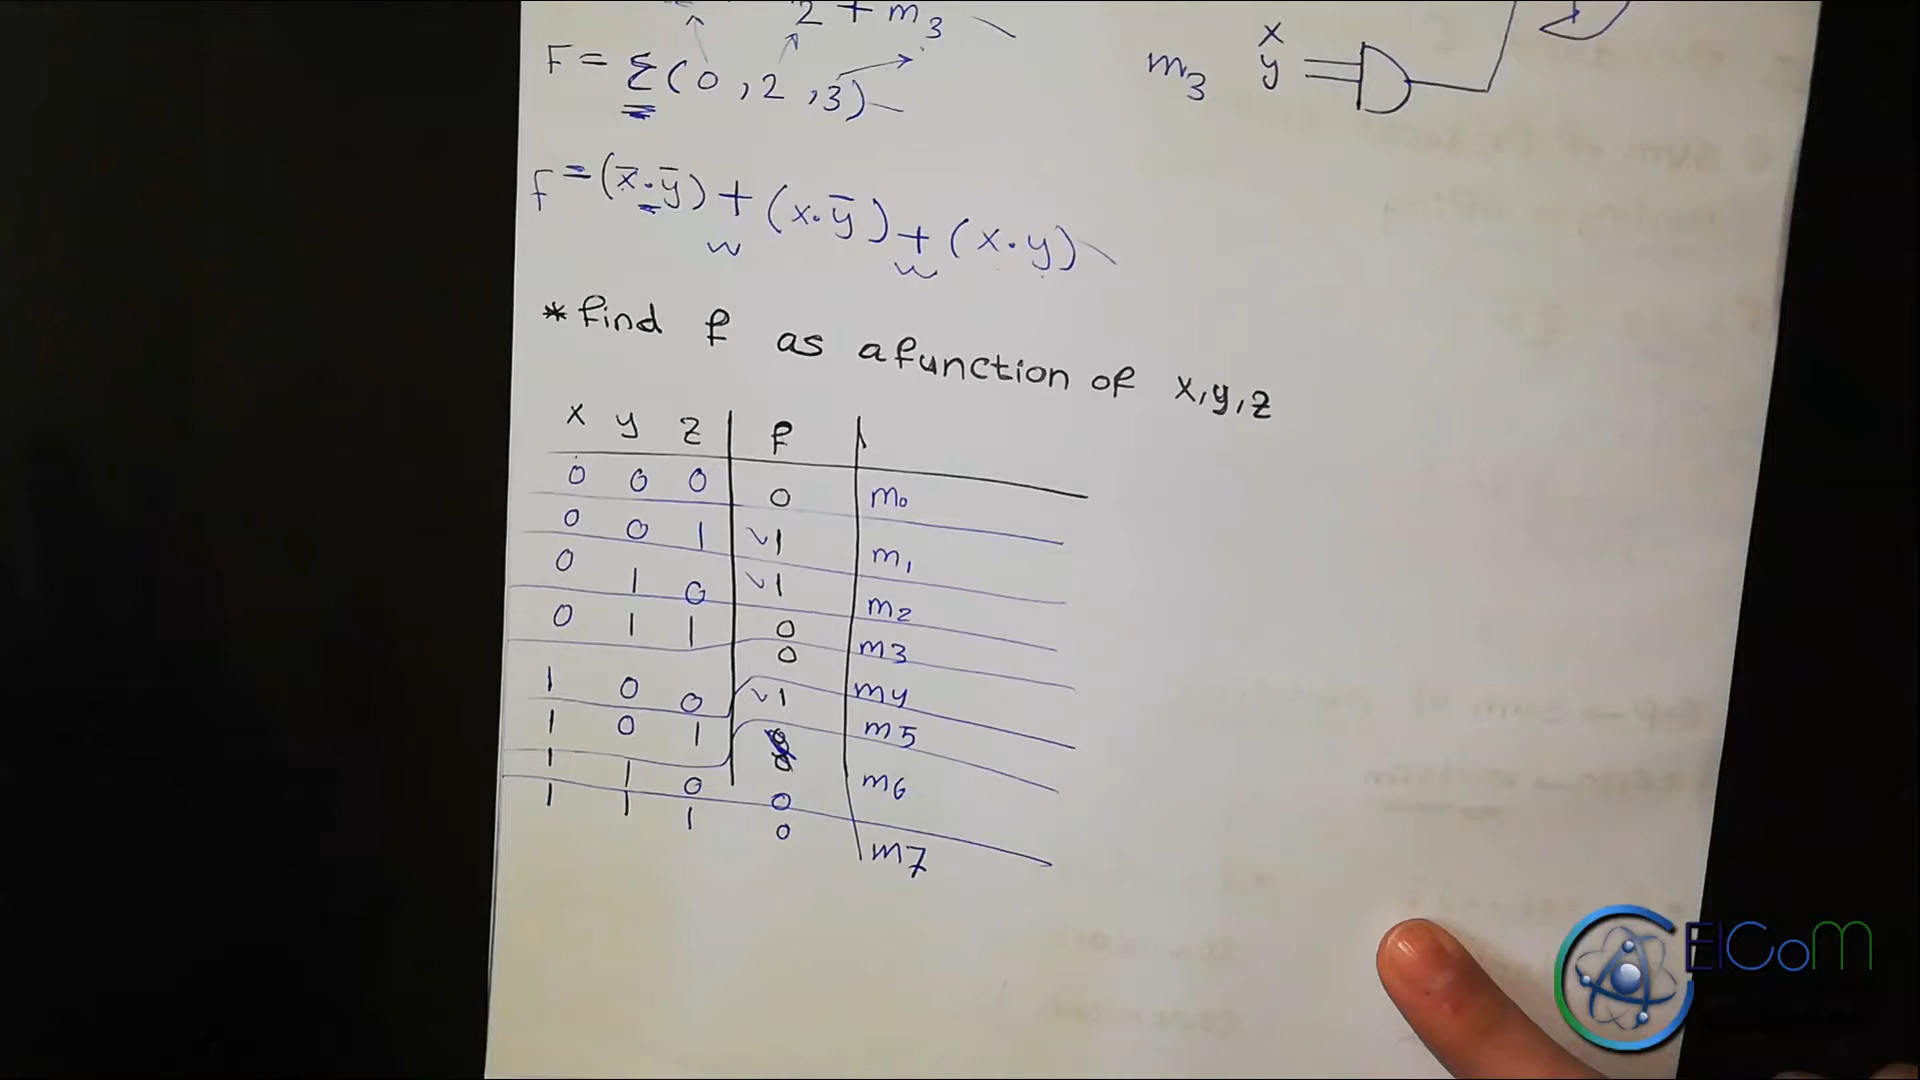 2 + m3
F = Σ(0, 2, 3)
m3
x
y
F = (x̄.ȳ) + (x.ȳ) + (x.y)
* find f as a function of x,y,z
x y z f
0 0 0 0 m0
0 0 1 1 m1
0 1 0 1 m2
0 1 1 0 m3
0
1 0 0 1 m4
1 0 1 m5
1 1 0 0 m6
1 1 1 0 m7
ElCoM